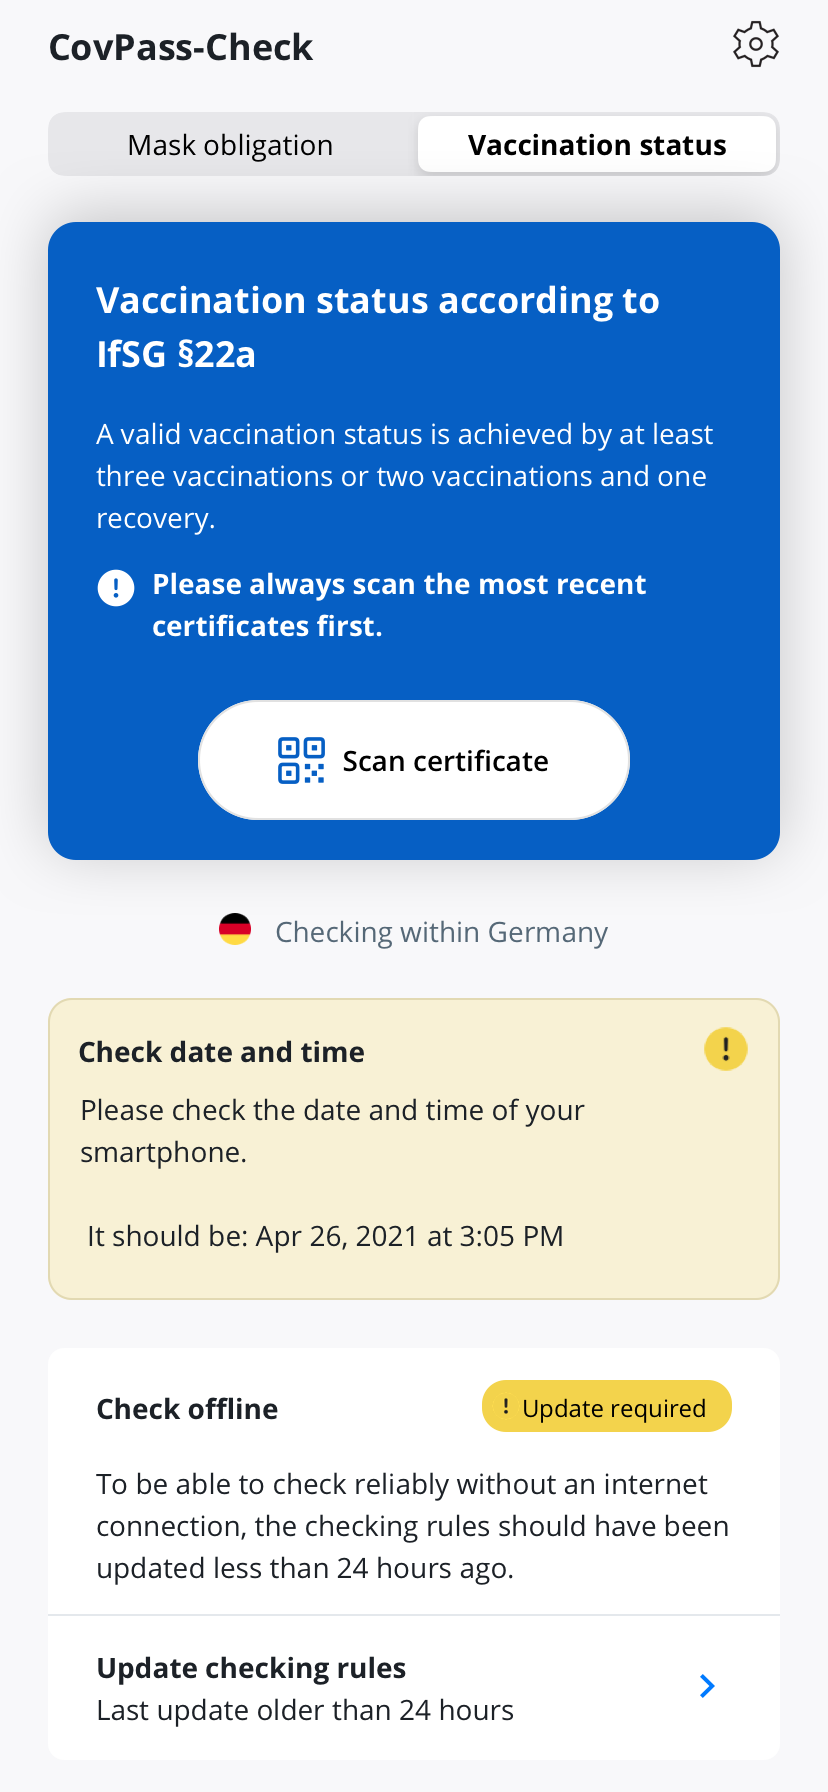 CovPass-Check
Mask obligation
Vaccination status
Vaccination status according to
IfSG §22a
A valid vaccination status is achieved by at least
three vaccinations or two vaccinations and one
recovery.
Please always scan the most recent
certificates first.
Scan certificate
Checking within Germany
Check date and time
Please check the date and time of your
smartphone.
It should be: Apr 26, 2021 at 3:05 PM
Check offline
! Update required
To be able to check reliably without an internet
connection, the checking rules should have been
updated less than 24 hours ago.
Update checking rules
Last update older than 24 hours